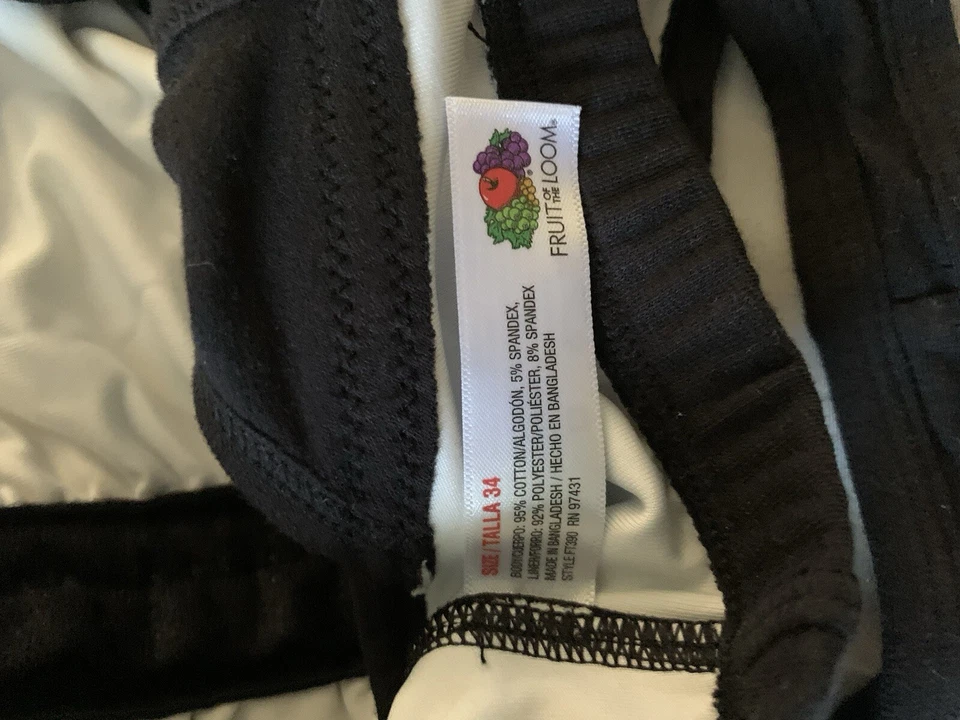 FRUIT OF THE LOOM®
SIZE / TALLA 34
BODY/CUERPO: 95% COTTON/ALGODÓN, 5% SPANDEX,
LINER/FORRO: 92% POLYESTER/POLIÉSTER, 8% SPANDEX
MADE IN BANGLADESH / HECHO EN BANGLADESH
STYLE FT390 RN 97431